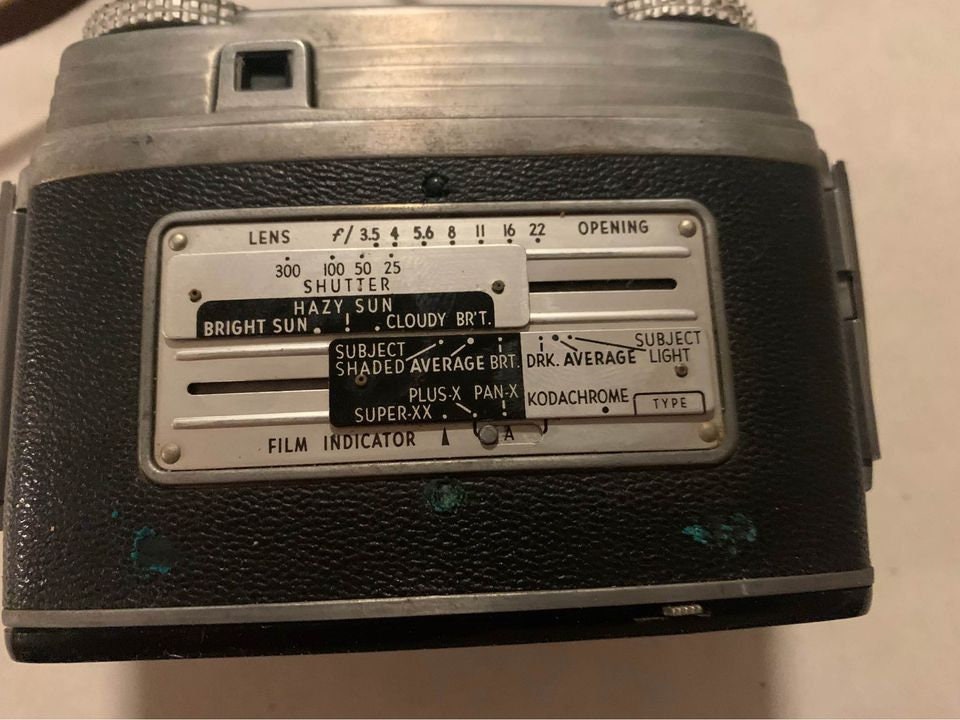 LENS f/ 3.5 4 5.6 8 11 16 22 OPENING
300 100 50 25
SHUTTER
HAZY SUN
BRIGHT SUN CLOUDY BR'T.
SUBJECT SUBJECT
SHADED AVERAGE BRT. DRK. AVERAGE LIGHT
PLUS-X PAN-X KODACHROME TYPE
SUPER-XX
FILM INDICATOR A